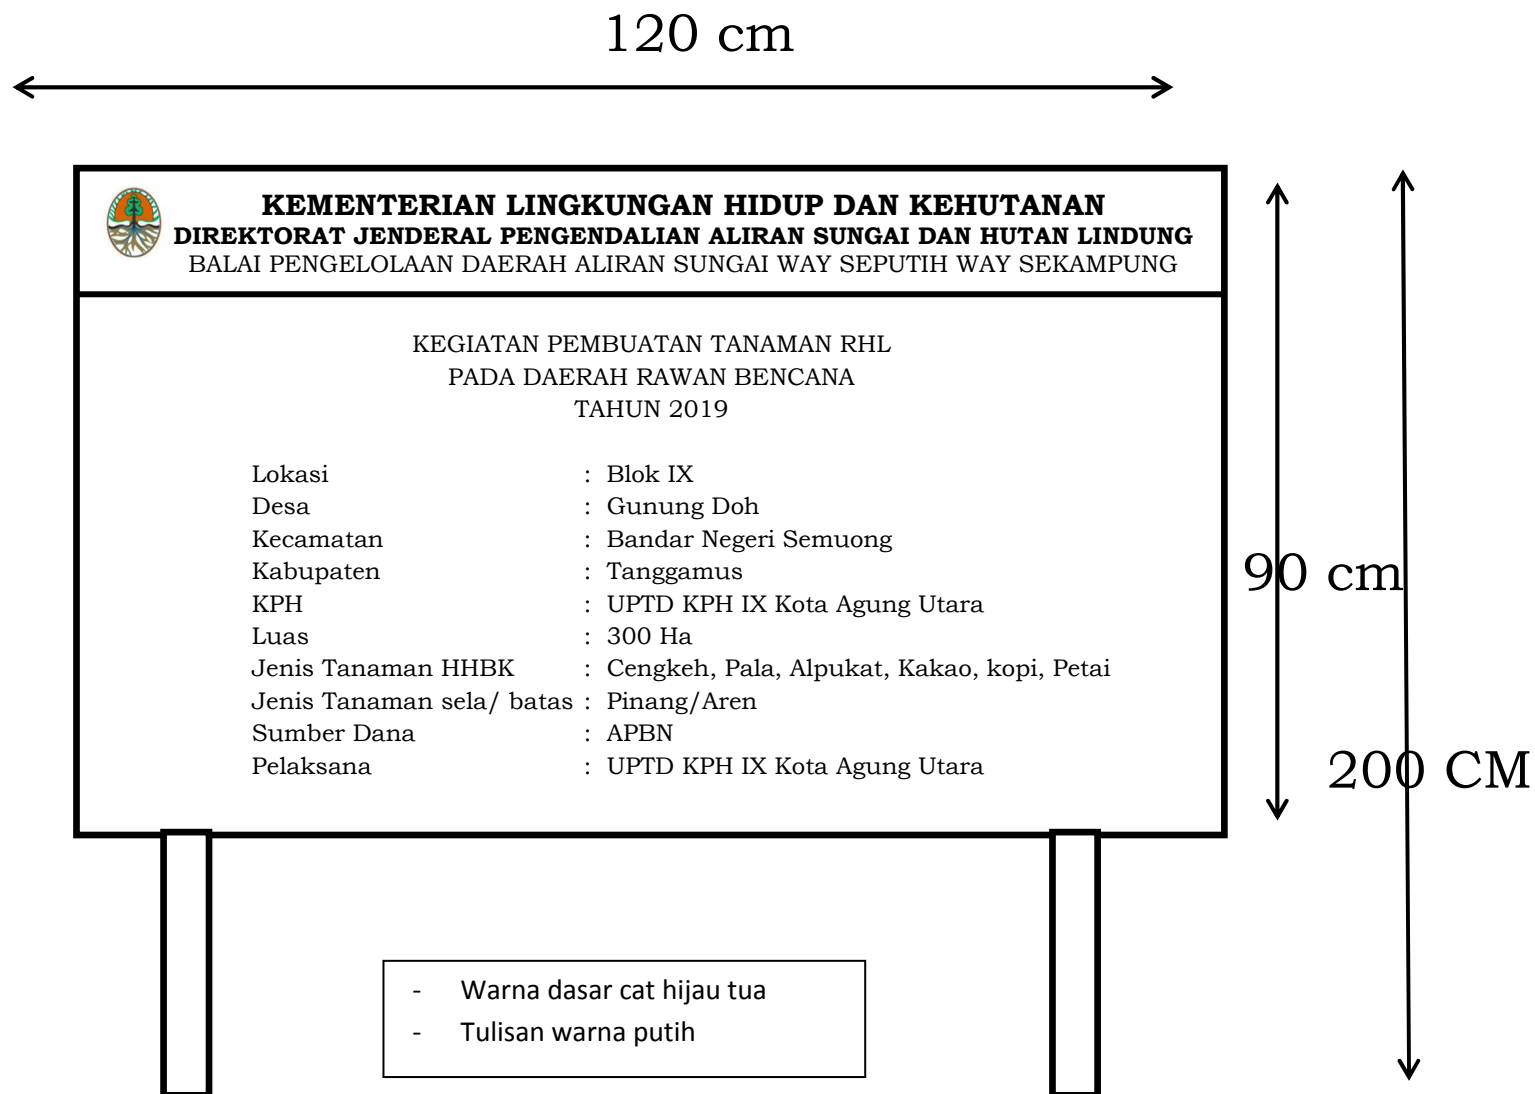 120 cm
KEMENTERIAN LINGKUNGAN HIDUP DAN KEHUTANAN
DIREKTORAT JENDERAL PENGENDALIAN ALIRAN SUNGAI DAN HUTAN LINDUNG
BALAI PENGELOLAAN DAERAH ALIRAN SUNGAI WAY SEPUTIH WAY SEKAMPUNG
KEGIATAN PEMBUATAN TANAMAN RHL
PADA DAERAH RAWAN BENCANA
TAHUN 2019
Lokasi : Blok IX
Desa : Gunung Doh
Kecamatan : Bandar Negeri Semuong
Kabupaten : Tanggamus
KPH : UPTD KPH IX Kota Agung Utara
Luas : 300 Ha
Jenis Tanaman HHBK : Cengkeh, Pala, Alpukat, Kakao, kopi, Petai
Jenis Tanaman sela/ batas : Pinang/Aren
Sumber Dana : APBN
Pelaksana : UPTD KPH IX Kota Agung Utara
90 cm
200 CM
- Warna dasar cat hijau tua
- Tulisan warna putih